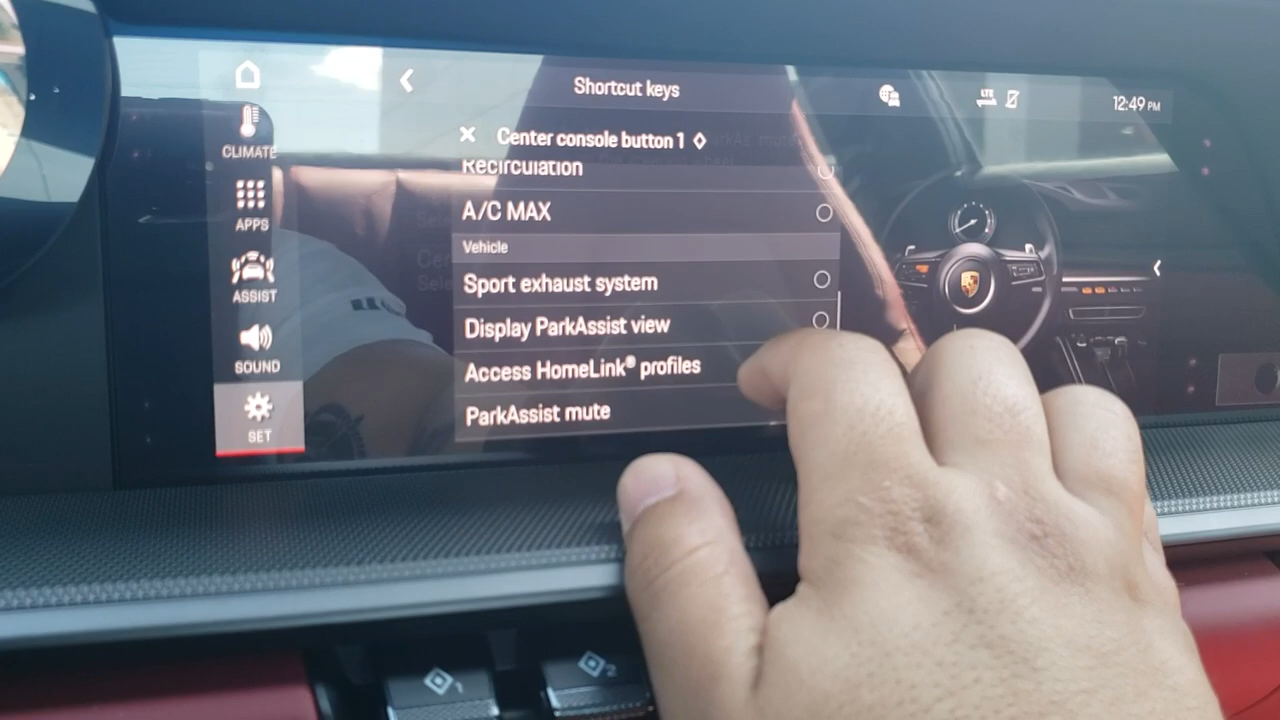 Shortcut keys
LTE
12:49 PM
CLIMATE
APPS
ASSIST
SOUND
SET
Center console button 1
Recirculation
A/C MAX
Vehicle
Sport exhaust system
Display ParkAssist view
Access HomeLink® profiles
ParkAssist mute
1
2